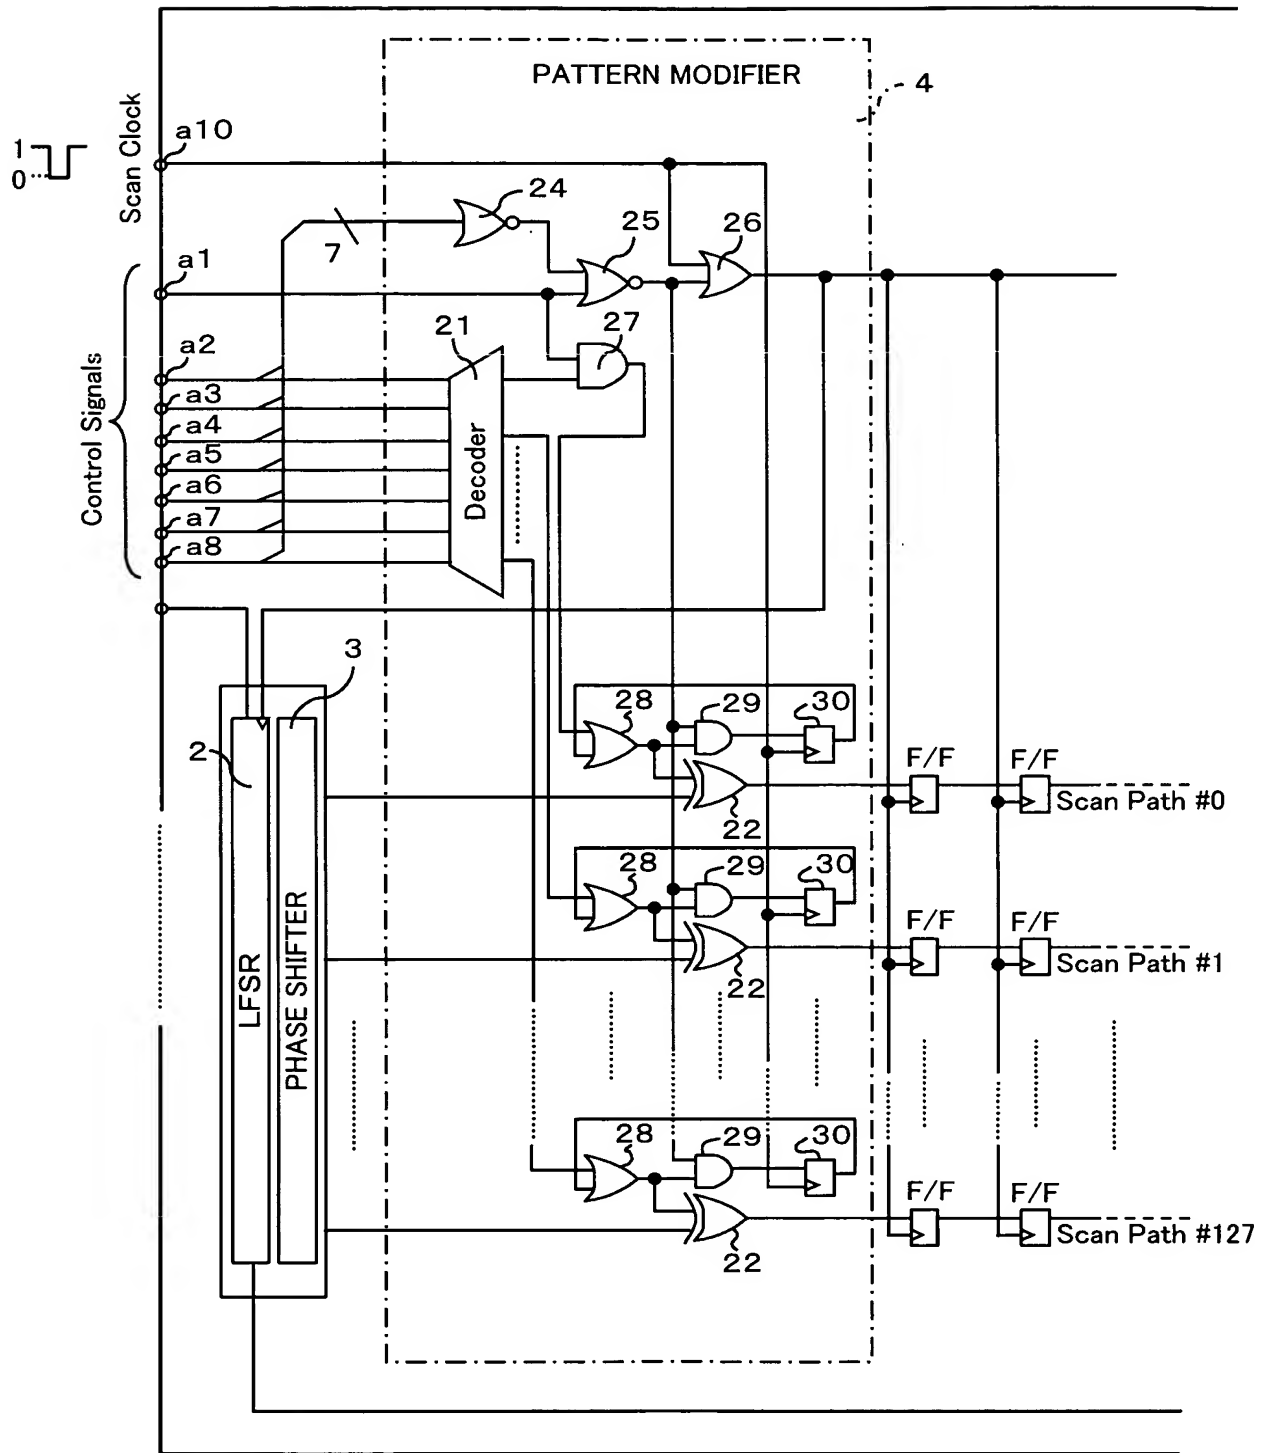 PATTERN MODIFIER
4
Scan Clock
a10
1
0
24
7
25
26
a1
27
21
Control Signals
a2
a3
a4
a5
a6
a7
a8
Decoder
3
2
LFSR
PHASE SHIFTER
28
29
30
22
F/F
F/F
Scan Path #0
28
29
30
22
F/F
F/F
Scan Path #1
28
29
30
22
F/F
F/F
Scan Path #127